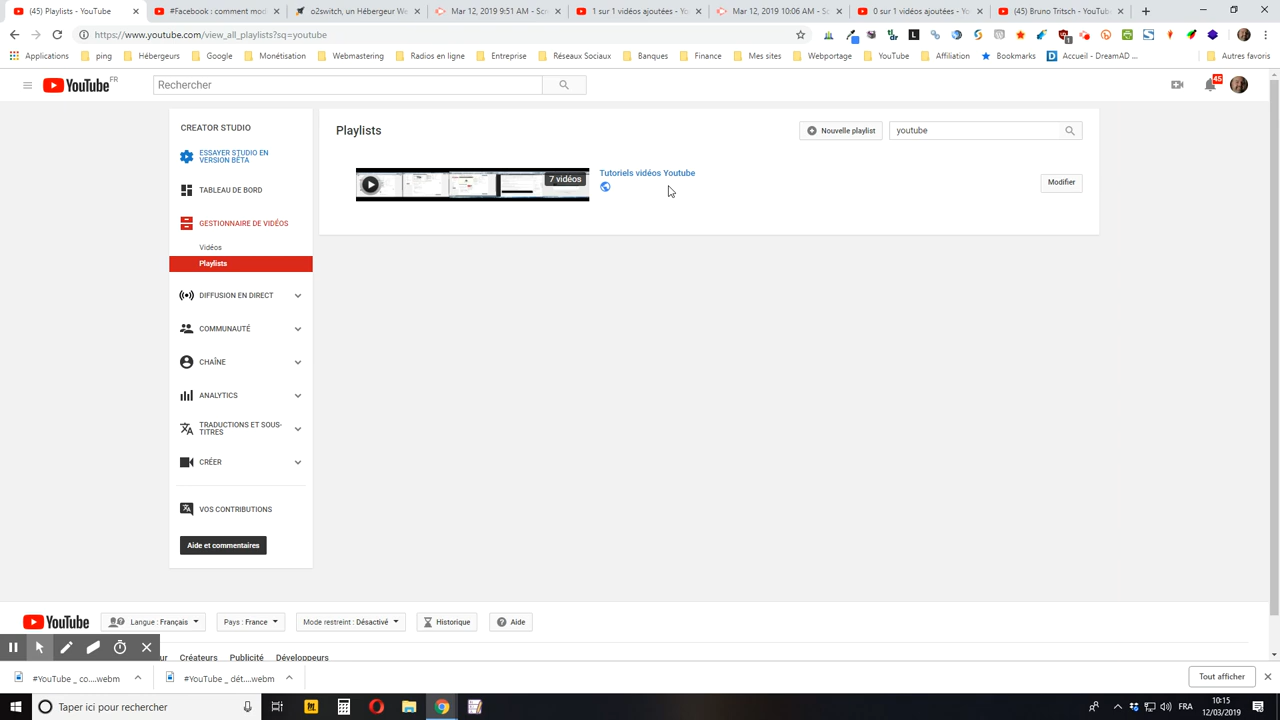 (45) Playlists - YouTube
#Facebook : comment mod
o2switch, un Hébergeur We
Mar 12, 2019 9:51 AM - Scr
1 sur 1 vidéos ajoutées - Yo
Mar 12, 2019 10:06 AM - Sc
0 sur 1 vidéos ajoutées - Yo
(45) Bruno Tritsch - YouTub
https://www.youtube.com/view_all_playlists?sq=youtube
Applications ping Hébergeurs Monétisation Webmastering Radios en ligne Entreprise Réseaux Sociaux Banques Finance Mes sites Webportage YouTube Affiliation Bookmarks Accueil - DreamAD ... Autres favoris
YouTube FR
Rechercher
45
CREATOR STUDIO
ESSAYER STUDIO EN
VERSION BÊTA
TABLEAU DE BORD
GESTIONNAIRE DE VIDÉOS
Vidéos
Playlists
DIFFUSION EN DIRECT
COMMUNAUTÉ
CHAÎNE
ANALYTICS
TRADUCTIONS ET SOUS-
TITRES
CRÉER
VOS CONTRIBUTIONS
Aide et commentaires
Playlists
Nouvelle playlist
youtube
7 vidéos
Tutoriels vidéos Youtube
Modifier
YouTube
Langue : Français
Pays : France
Mode restreint : Désactivé
Historique
Aide
Créateurs Publicité Développeurs
#YouTube _ co....webm
#YouTube _ dét....webm
Tout afficher
Taper ici pour rechercher
FRA
10:15
12/03/2019